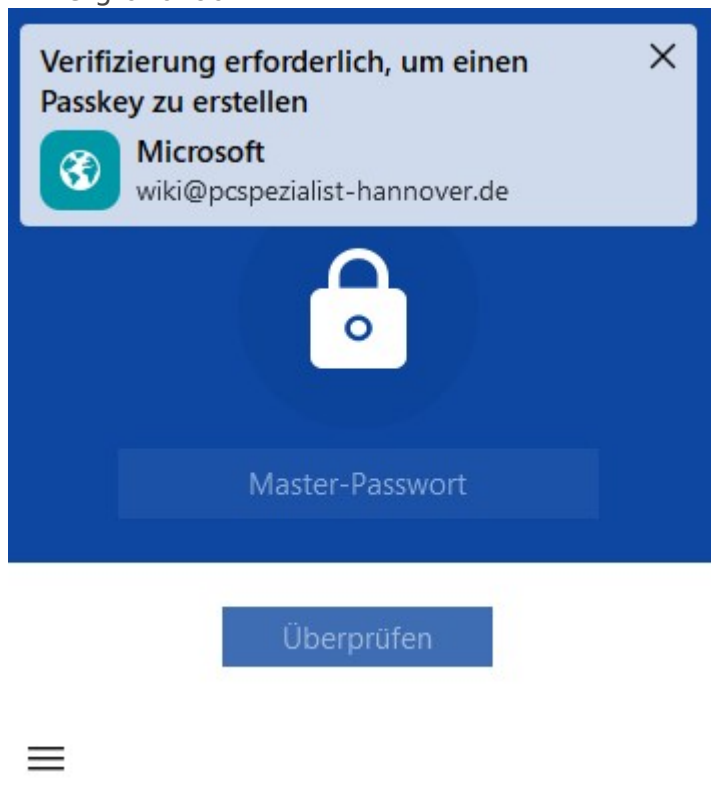 Verifizierung erforderlich, um einen
Passkey zu erstellen
Microsoft
wiki@pcspezialist-hannover.de
Master-Passwort
Überprüfen